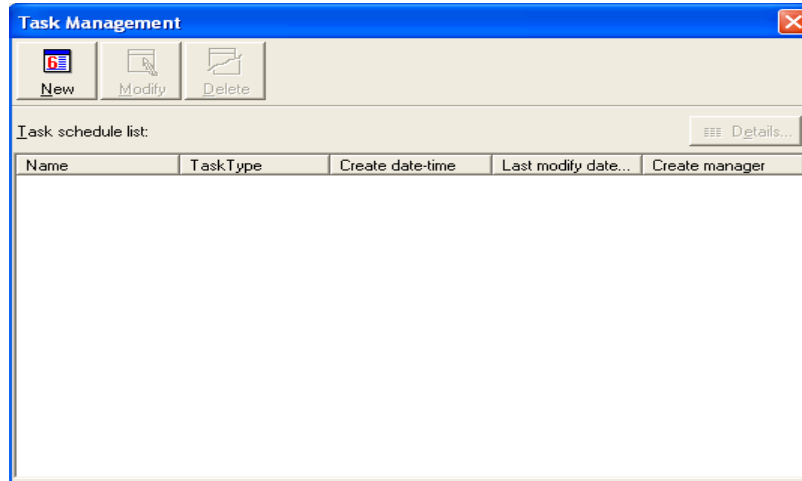 Task Management
New Modify Delete
Task schedule list: Details...
Name TaskType Create date-time Last modify date... Create manager